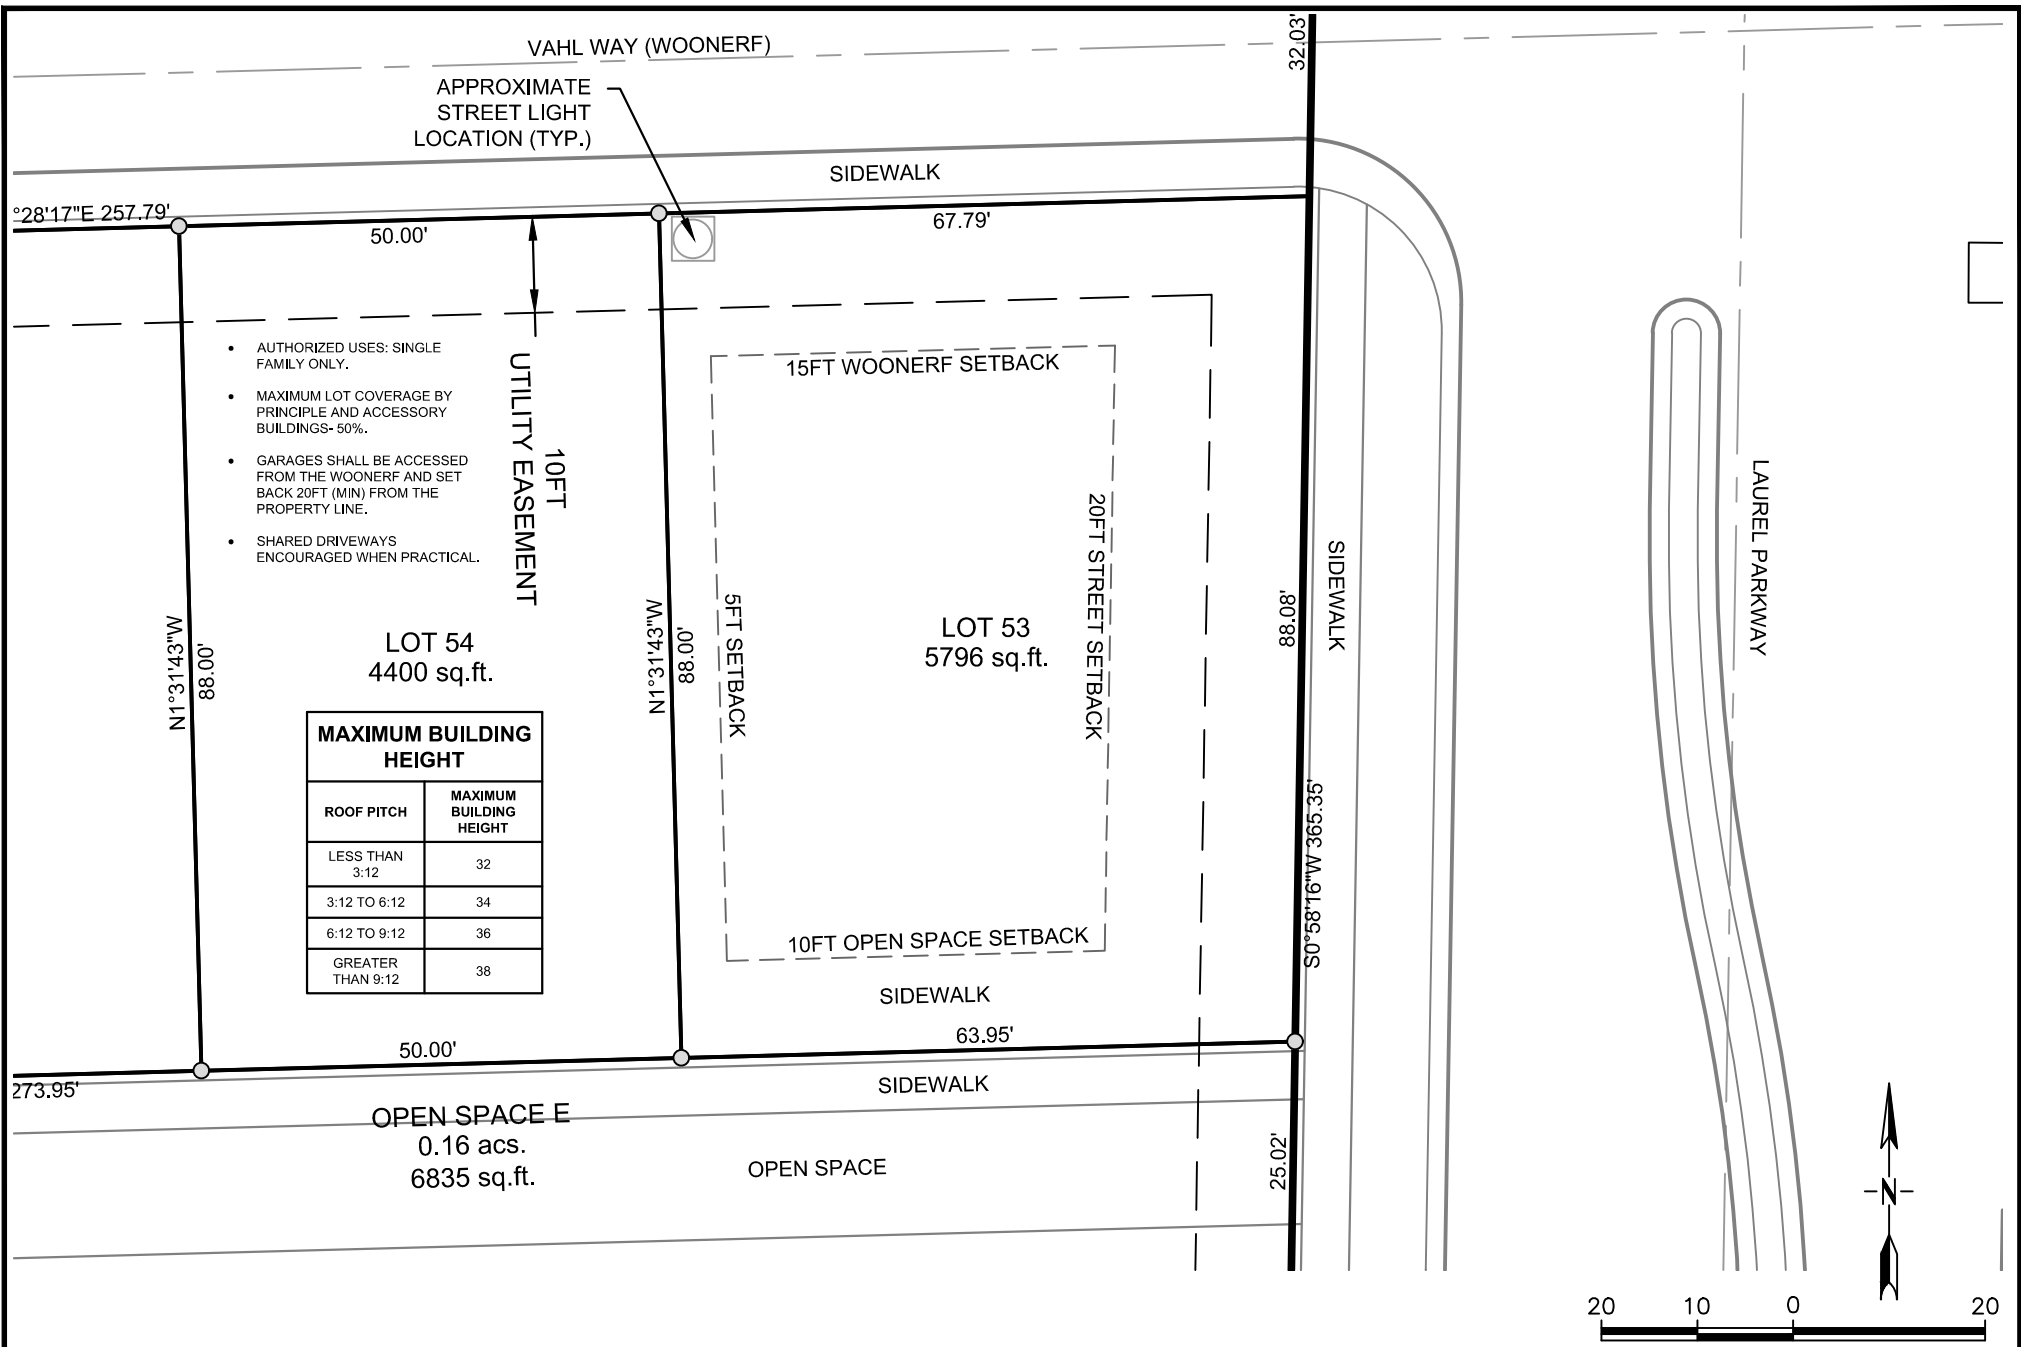 VAHL WAY (WOONERF)
32.03'
APPROXIMATE
STREET LIGHT
LOCATION (TYP.)
SIDEWALK
°28'17"E 257.79'
50.00'
67.79'
• AUTHORIZED USES: SINGLE
FAMILY ONLY.
• MAXIMUM LOT COVERAGE BY
PRINCIPLE AND ACCESSORY
BUILDINGS- 50%.
• GARAGES SHALL BE ACCESSED
FROM THE WOONERF AND SET
BACK 20FT (MIN) FROM THE
PROPERTY LINE.
• SHARED DRIVEWAYS
ENCOURAGED WHEN PRACTICAL.
10FT
UTILITY EASEMENT
15FT WOONERF SETBACK
20FT STREET SETBACK
5FT SETBACK
10FT OPEN SPACE SETBACK
N1°31'43"W
88.00'
LOT 54
4400 sq.ft.
N1°31'43"W
88.00'
LOT 53
5796 sq.ft.
88.08'
SIDEWALK
LAUREL PARKWAY
S0°58'16"W 365.35'
MAXIMUM BUILDING
HEIGHT
ROOF PITCH
MAXIMUM
BUILDING
HEIGHT
LESS THAN
3:12
32
3:12 TO 6:12
34
6:12 TO 9:12
36
GREATER
THAN 9:12
38
SIDEWALK
50.00'
63.95'
273.95'
SIDEWALK
OPEN SPACE E
0.16 acs.
6835 sq.ft.
OPEN SPACE
25.02'
N
20 10 0 20